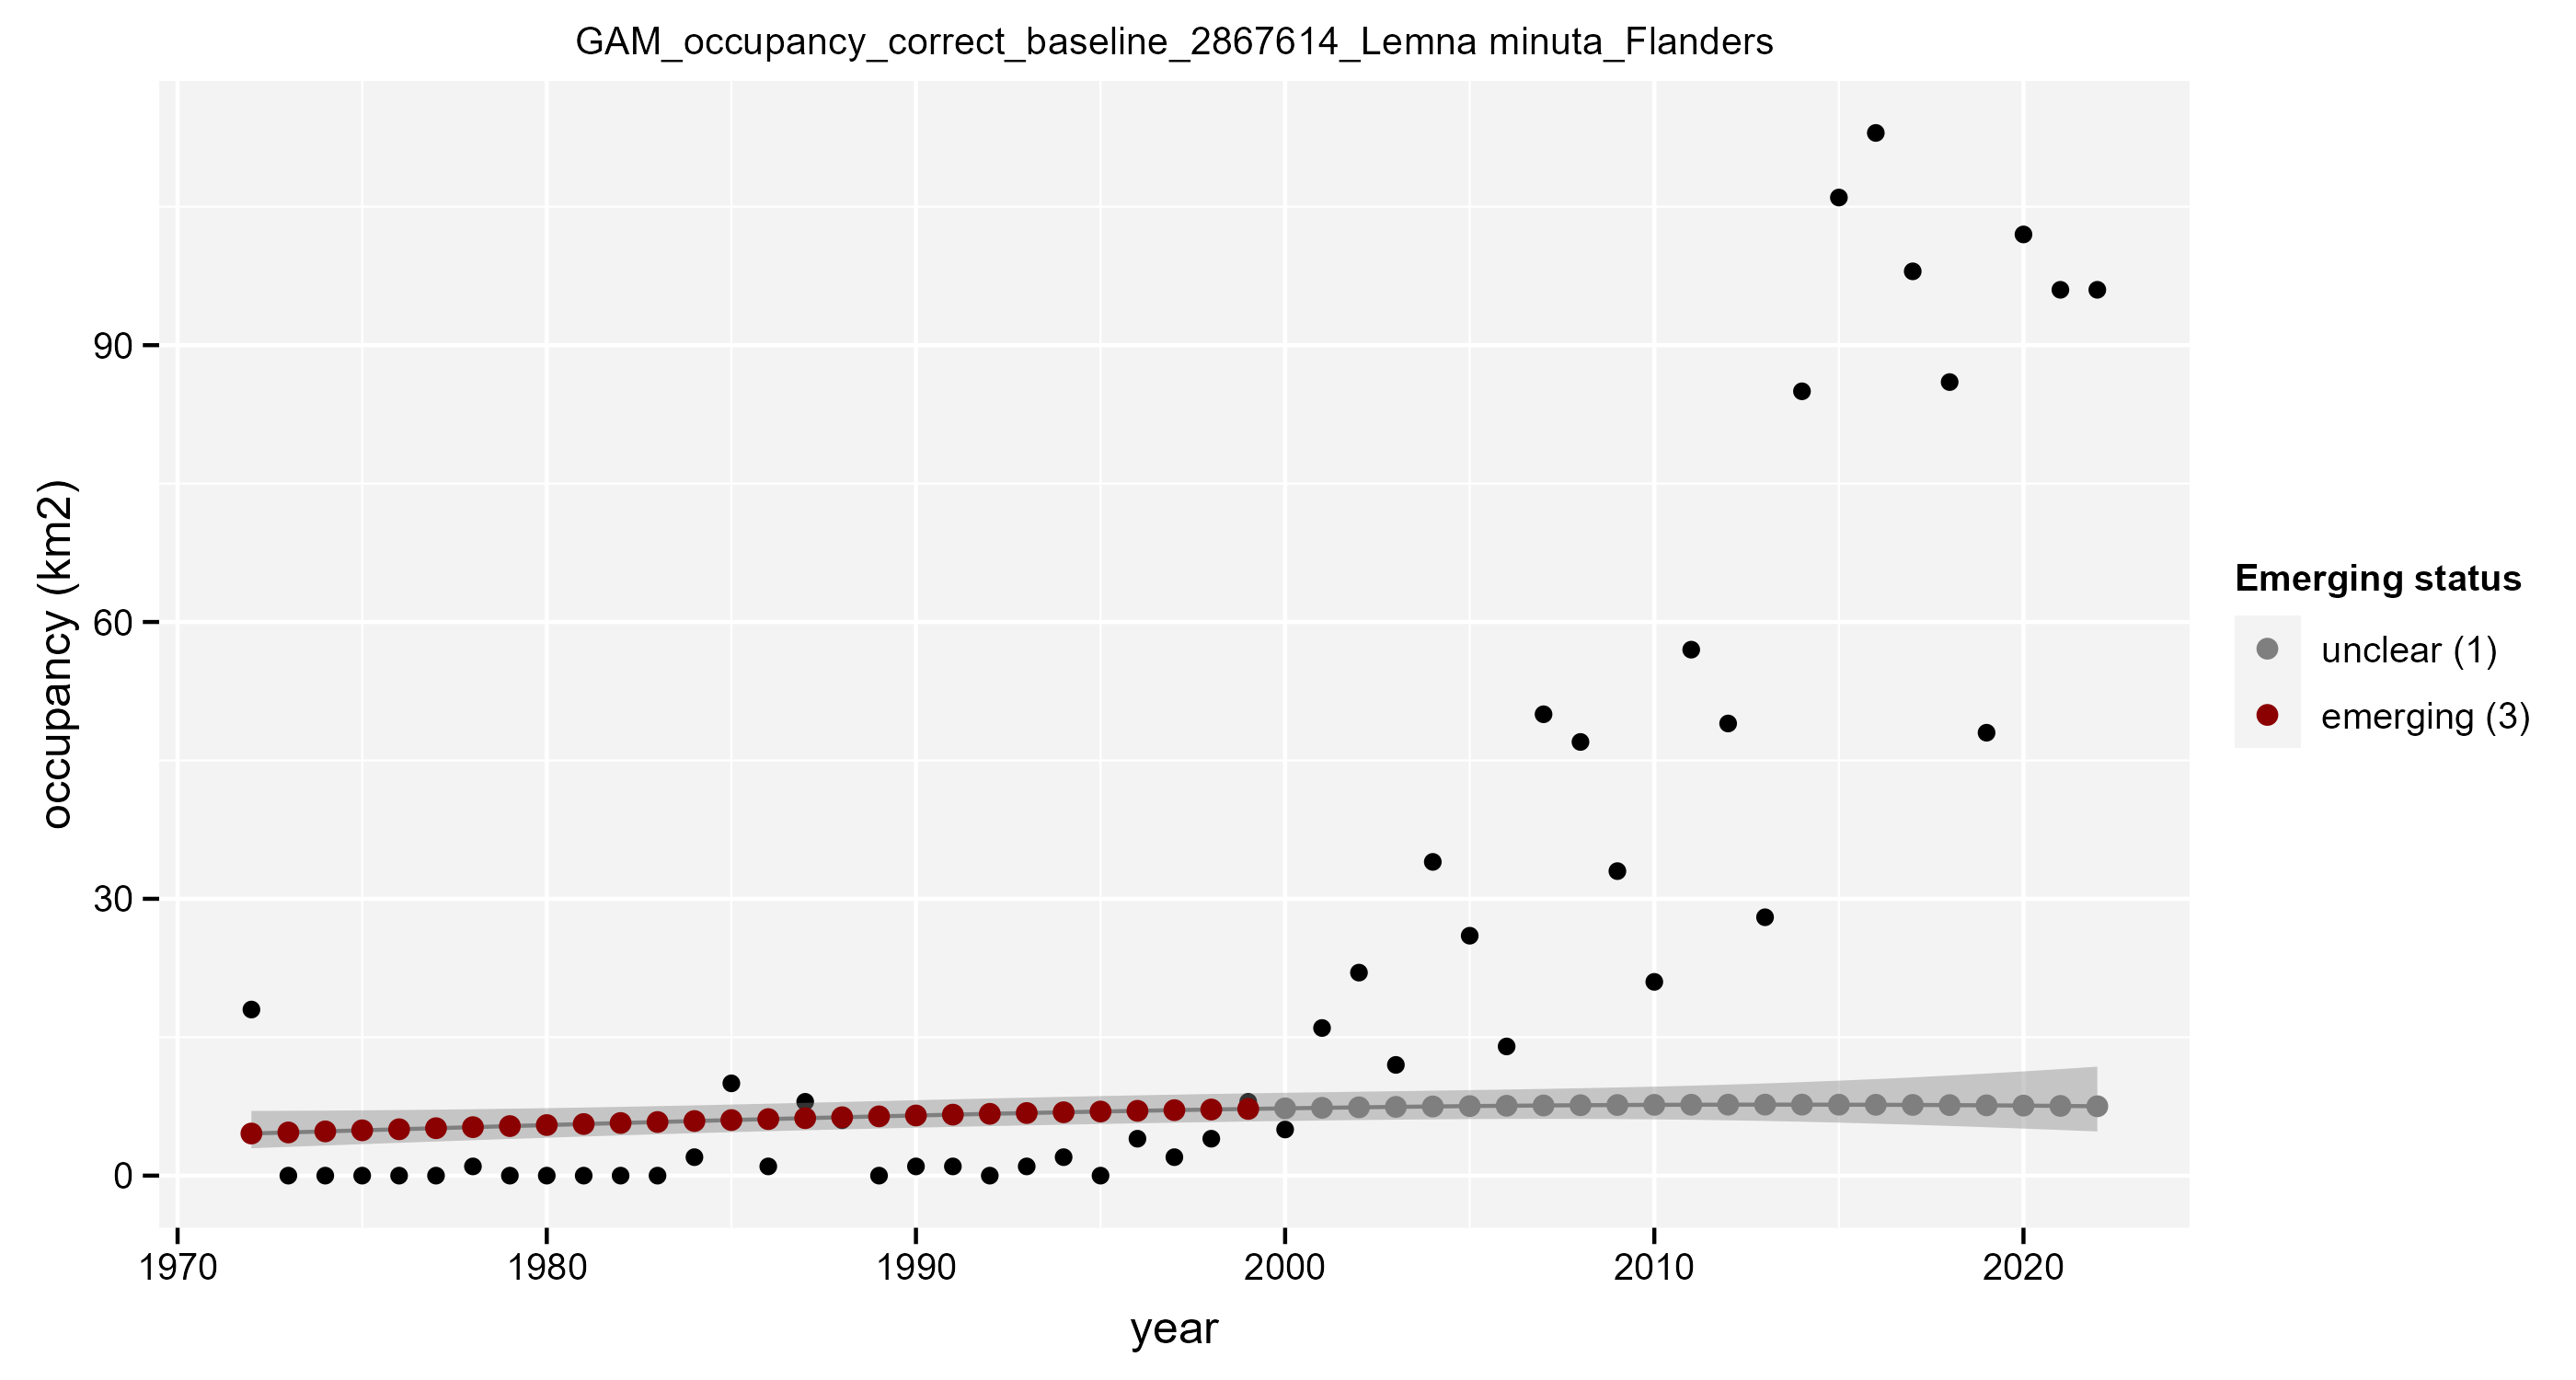 GAM_occupancy_correct_baseline_2867614_Lemna minuta_Flanders
occupancy (km2)
90
60
30
0
1970 1980 1990 2000 2010 2020
year
Emerging status
unclear (1)
emerging (3)